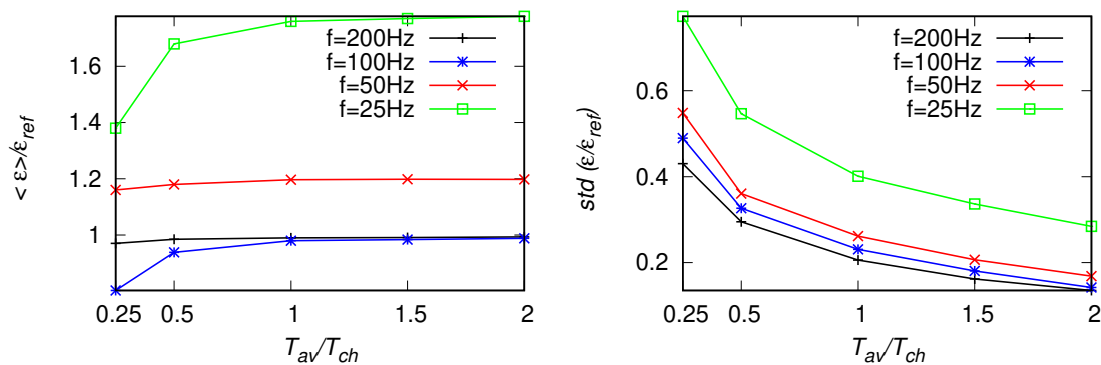 1.6
1.4
1.2
1
< ε>/ε_ref
f=200Hz
f=100Hz
f=50Hz
f=25Hz
0.25 0.5 1 1.5 2
T_av/T_ch
0.6
0.4
0.2
std (ε/ε_ref)
f=200Hz
f=100Hz
f=50Hz
f=25Hz
0.25 0.5 1 1.5 2
T_av/T_ch